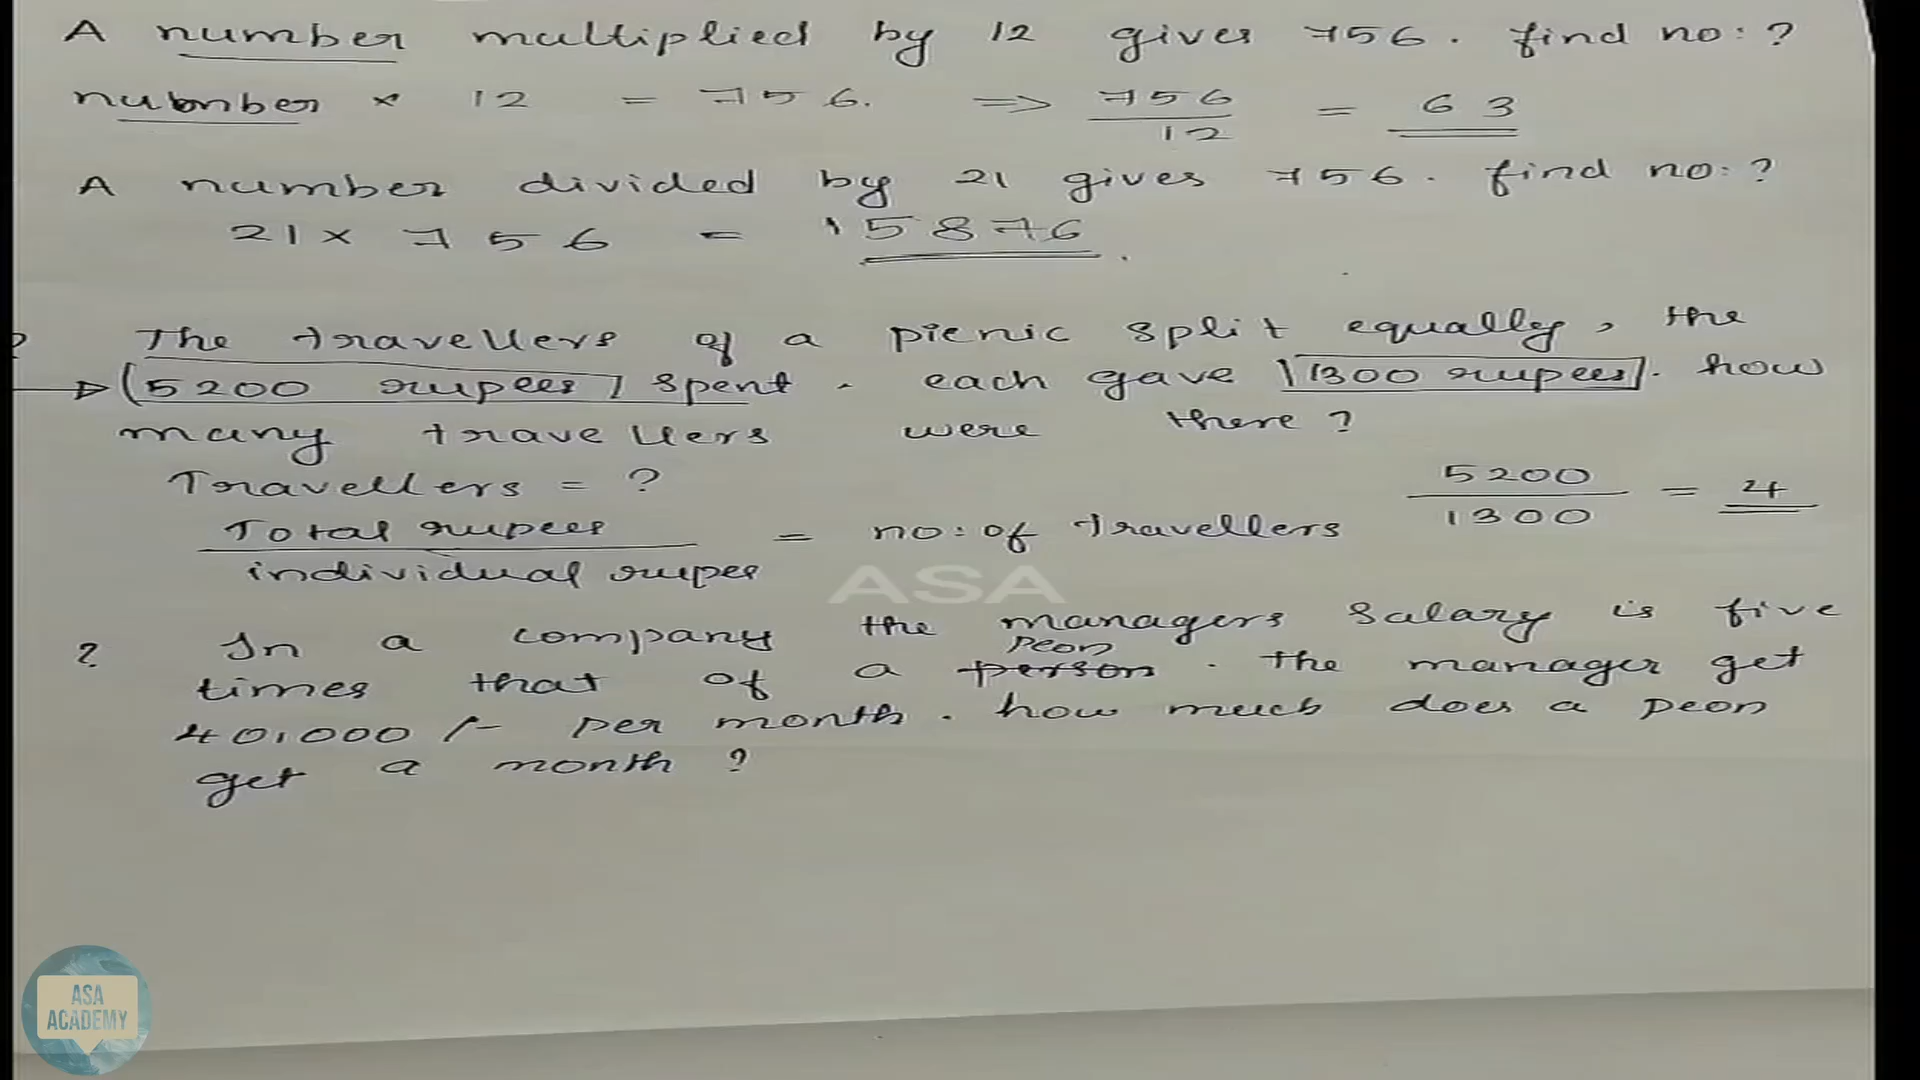 A number multiplied by 12 gives 756. find no: ?
number × 12 = 756. => 756/12 = 63
A number divided by 21 gives 756. find no: ?
21 × 756 = 15876.
? The travellers of a picnic split equally, the
(5200 rupees) spent. each gave 1300 rupees. how
many travellers were there?
Travellers = ?
Total rupees / individual rupes = no: of travellers 5200/1300 = 4
ASA
? In a company the managers salary is five
times that of a person peon. The manager get
40,000/- per month. how much does a peon
get a month?
ASA
ACADEMY